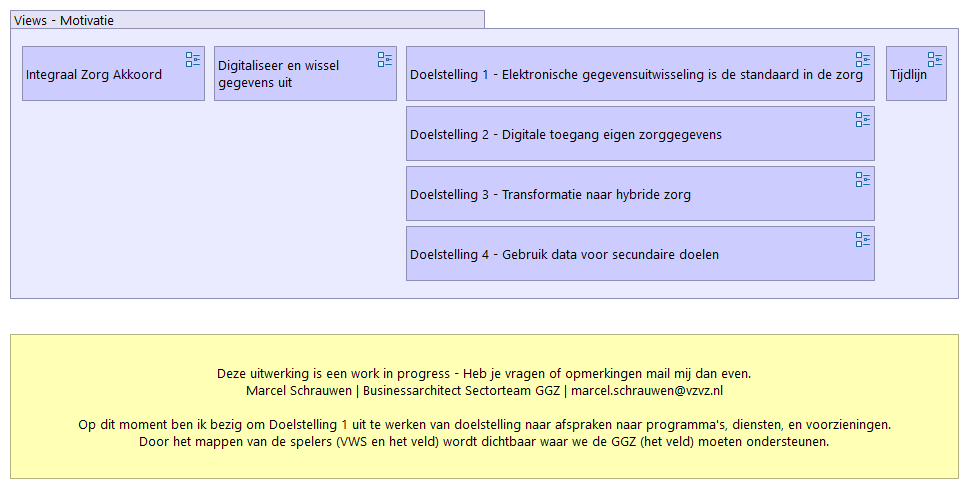 Views - Motivatie
Integraal Zorg Akkoord
Digitaliseer en wissel
gegevens uit
Doelstelling 1 - Elektronische gegevensuitwisseling is de standaard in de zorg
Tijdlijn
Doelstelling 2 - Digitale toegang eigen zorggegevens
Doelstelling 3 - Transformatie naar hybride zorg
Doelstelling 4 - Gebruik data voor secundaire doelen
Deze uitwerking is een work in progress - Heb je vragen of opmerkingen mail mij dan even.
Marcel Schrauwen | Businessarchitect Sectorteam GGZ | marcel.schrauwen@vzvz.nl
Op dit moment ben ik bezig om Doelstelling 1 uit te werken van doelstelling naar afspraken naar programma's, diensten, en voorzieningen.
Door het mappen van de spelers (VWS en het veld) wordt dichtbaar waar we de GGZ (het veld) moeten ondersteunen.